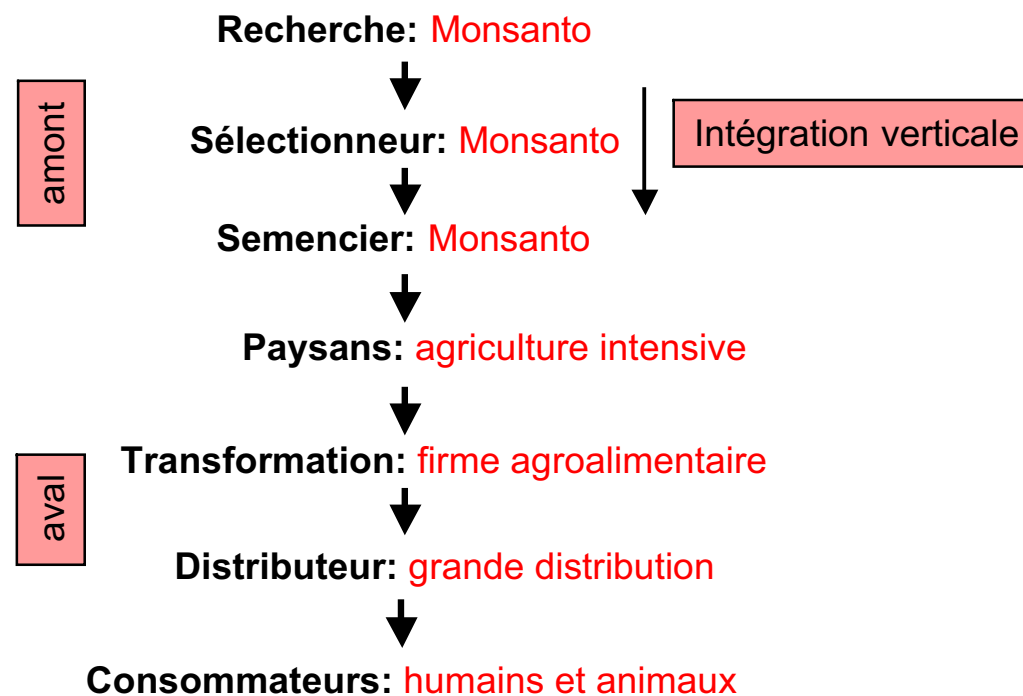 Recherche: Monsanto
amont
Sélectionneur: Monsanto
Intégration verticale
Semencier: Monsanto
Paysans: agriculture intensive
Transformation: firme agroalimentaire
aval
Distributeur: grande distribution
Consommateurs: humains et animaux